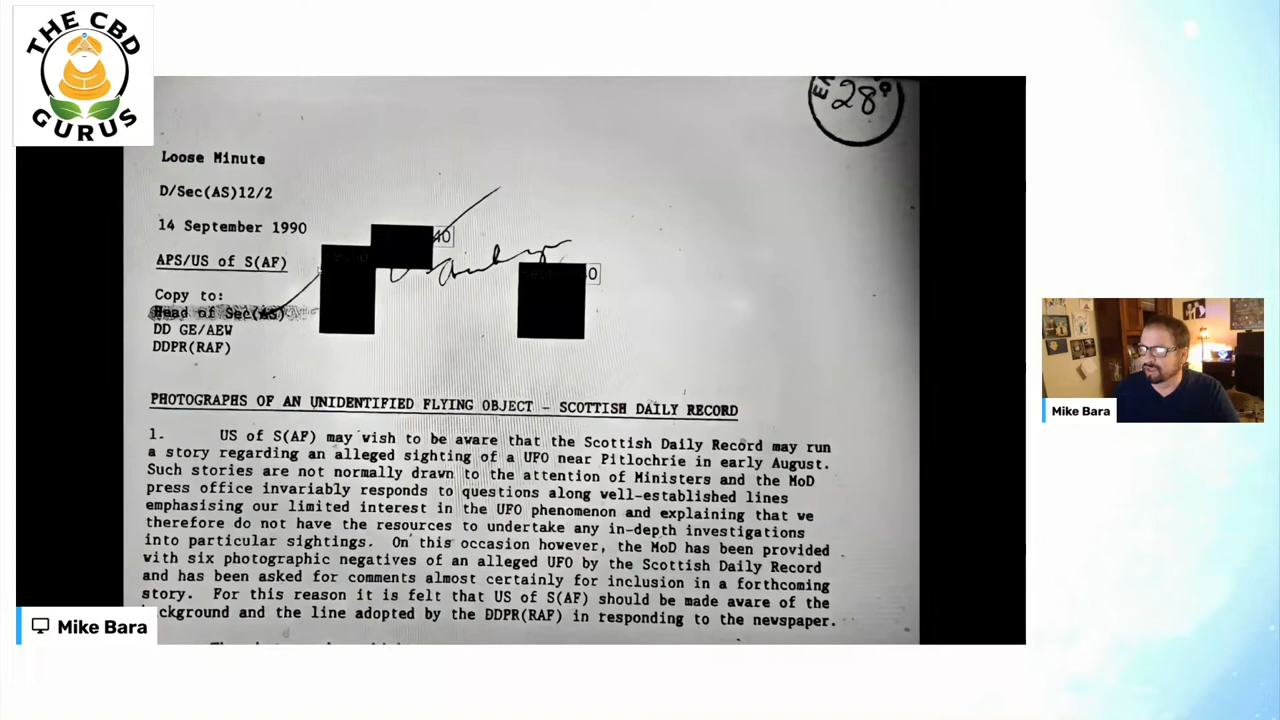 THE CBD
GURUS
28
Loose Minute
D/Sec(AS)12/2
14 September 1990
APS/US of S(AF)
40
Copy to:
Head of Sec(AS)
DD GE/AEW
DDPR(RAF)
PHOTOGRAPHS OF AN UNIDENTIFIED FLYING OBJECT - SCOTTISH DAILY RECORD
1. US of S(AF) may wish to be aware that the Scottish Daily Record may run
a story regarding an alleged sighting of a UFO near Pitlochrie in early August.
Such stories are not normally drawn to the attention of Ministers and the MoD
press office invariably responds to questions along well-established lines
emphasising our limited interest in the UFO phenomenon and explaining that we
therefore do not have the resources to undertake any in-depth investigations
into particular sightings. On this occasion however, the MoD has been provided
with six photographic negatives of an alleged UFO by the Scottish Daily Record
and has been asked for comments almost certainly for inclusion in a forthcoming
story. For this reason it is felt that US of S(AF) should be made aware of the
ckground and the line adopted by the DDPR(RAF) in responding to the newspaper.
Mike Bara
Mike Bara